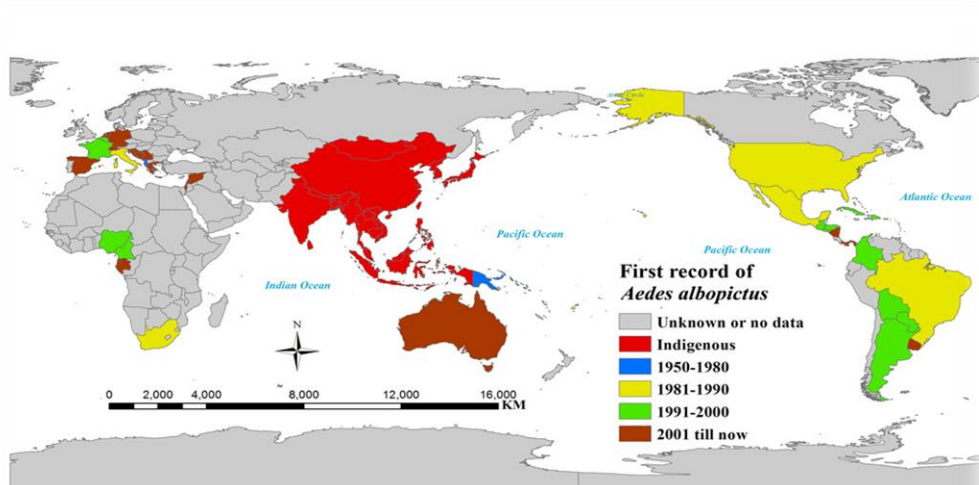 Arctic Circle
Atlantic Ocean
Pacific Ocean
Pacific Ocean
Indian Ocean
N
0 2,000 4,000 8,000 12,000 16,000
KM
First record of
Aedes albopictus
Unknown or no data
Indigenous
1950-1980
1981-1990
1991-2000
2001 till now